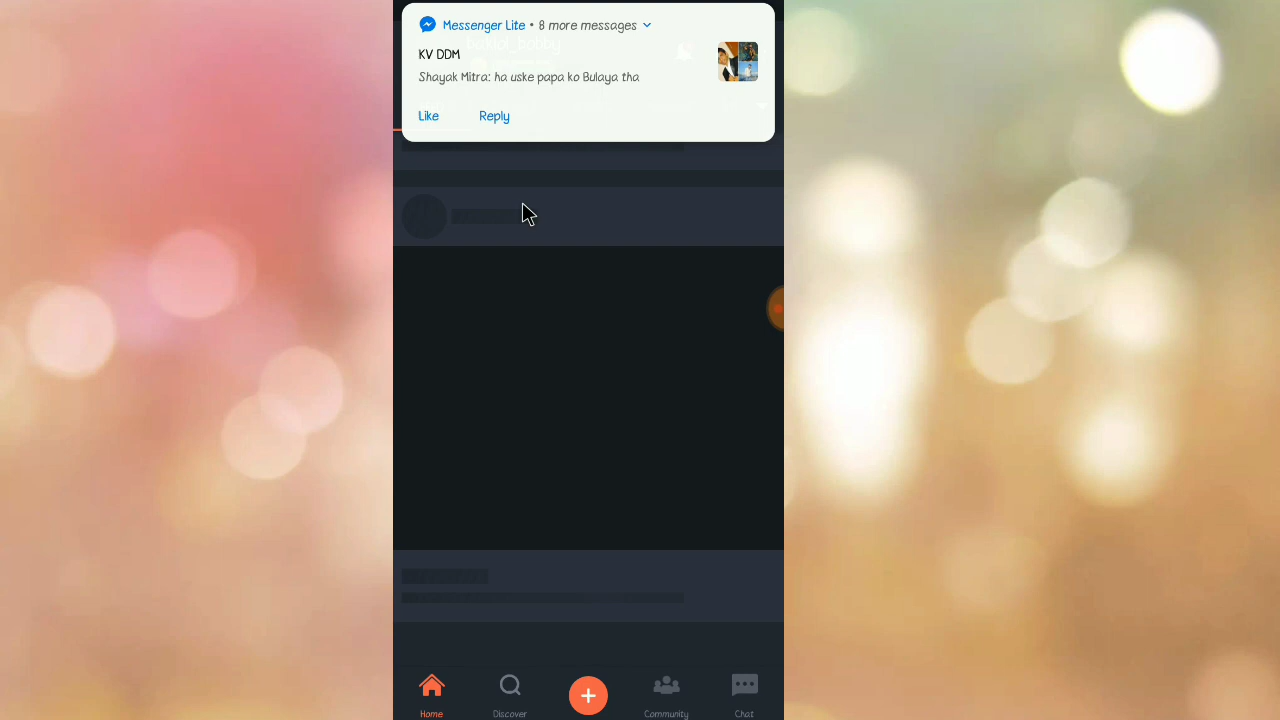 Messenger Lite • 8 more messages
KV DDM
Shayak Mitra: ha uske papa ko Bulaya tha
Like Reply
Home Discover Community Chat